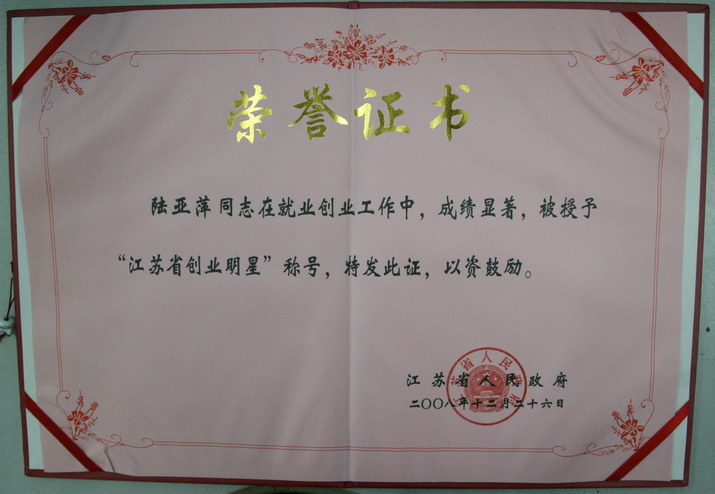 荣誉证书
陆亚萍同志在就业创业工作中，成绩显著，被授予
“江苏省创业明星”称号，特发此证，以资鼓励。
江苏省人民政府
二〇〇八年十二月二十六日